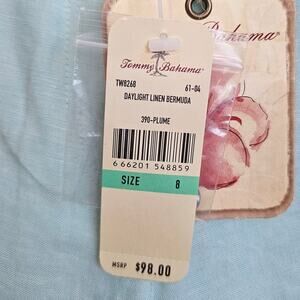 Tommy Bahama
TW8268 61-04
DAYLIGHT LINEN BERMUDA
390-PLUME
6 66201 54885 9
SIZE 8
MSRP $98.00
Bahama